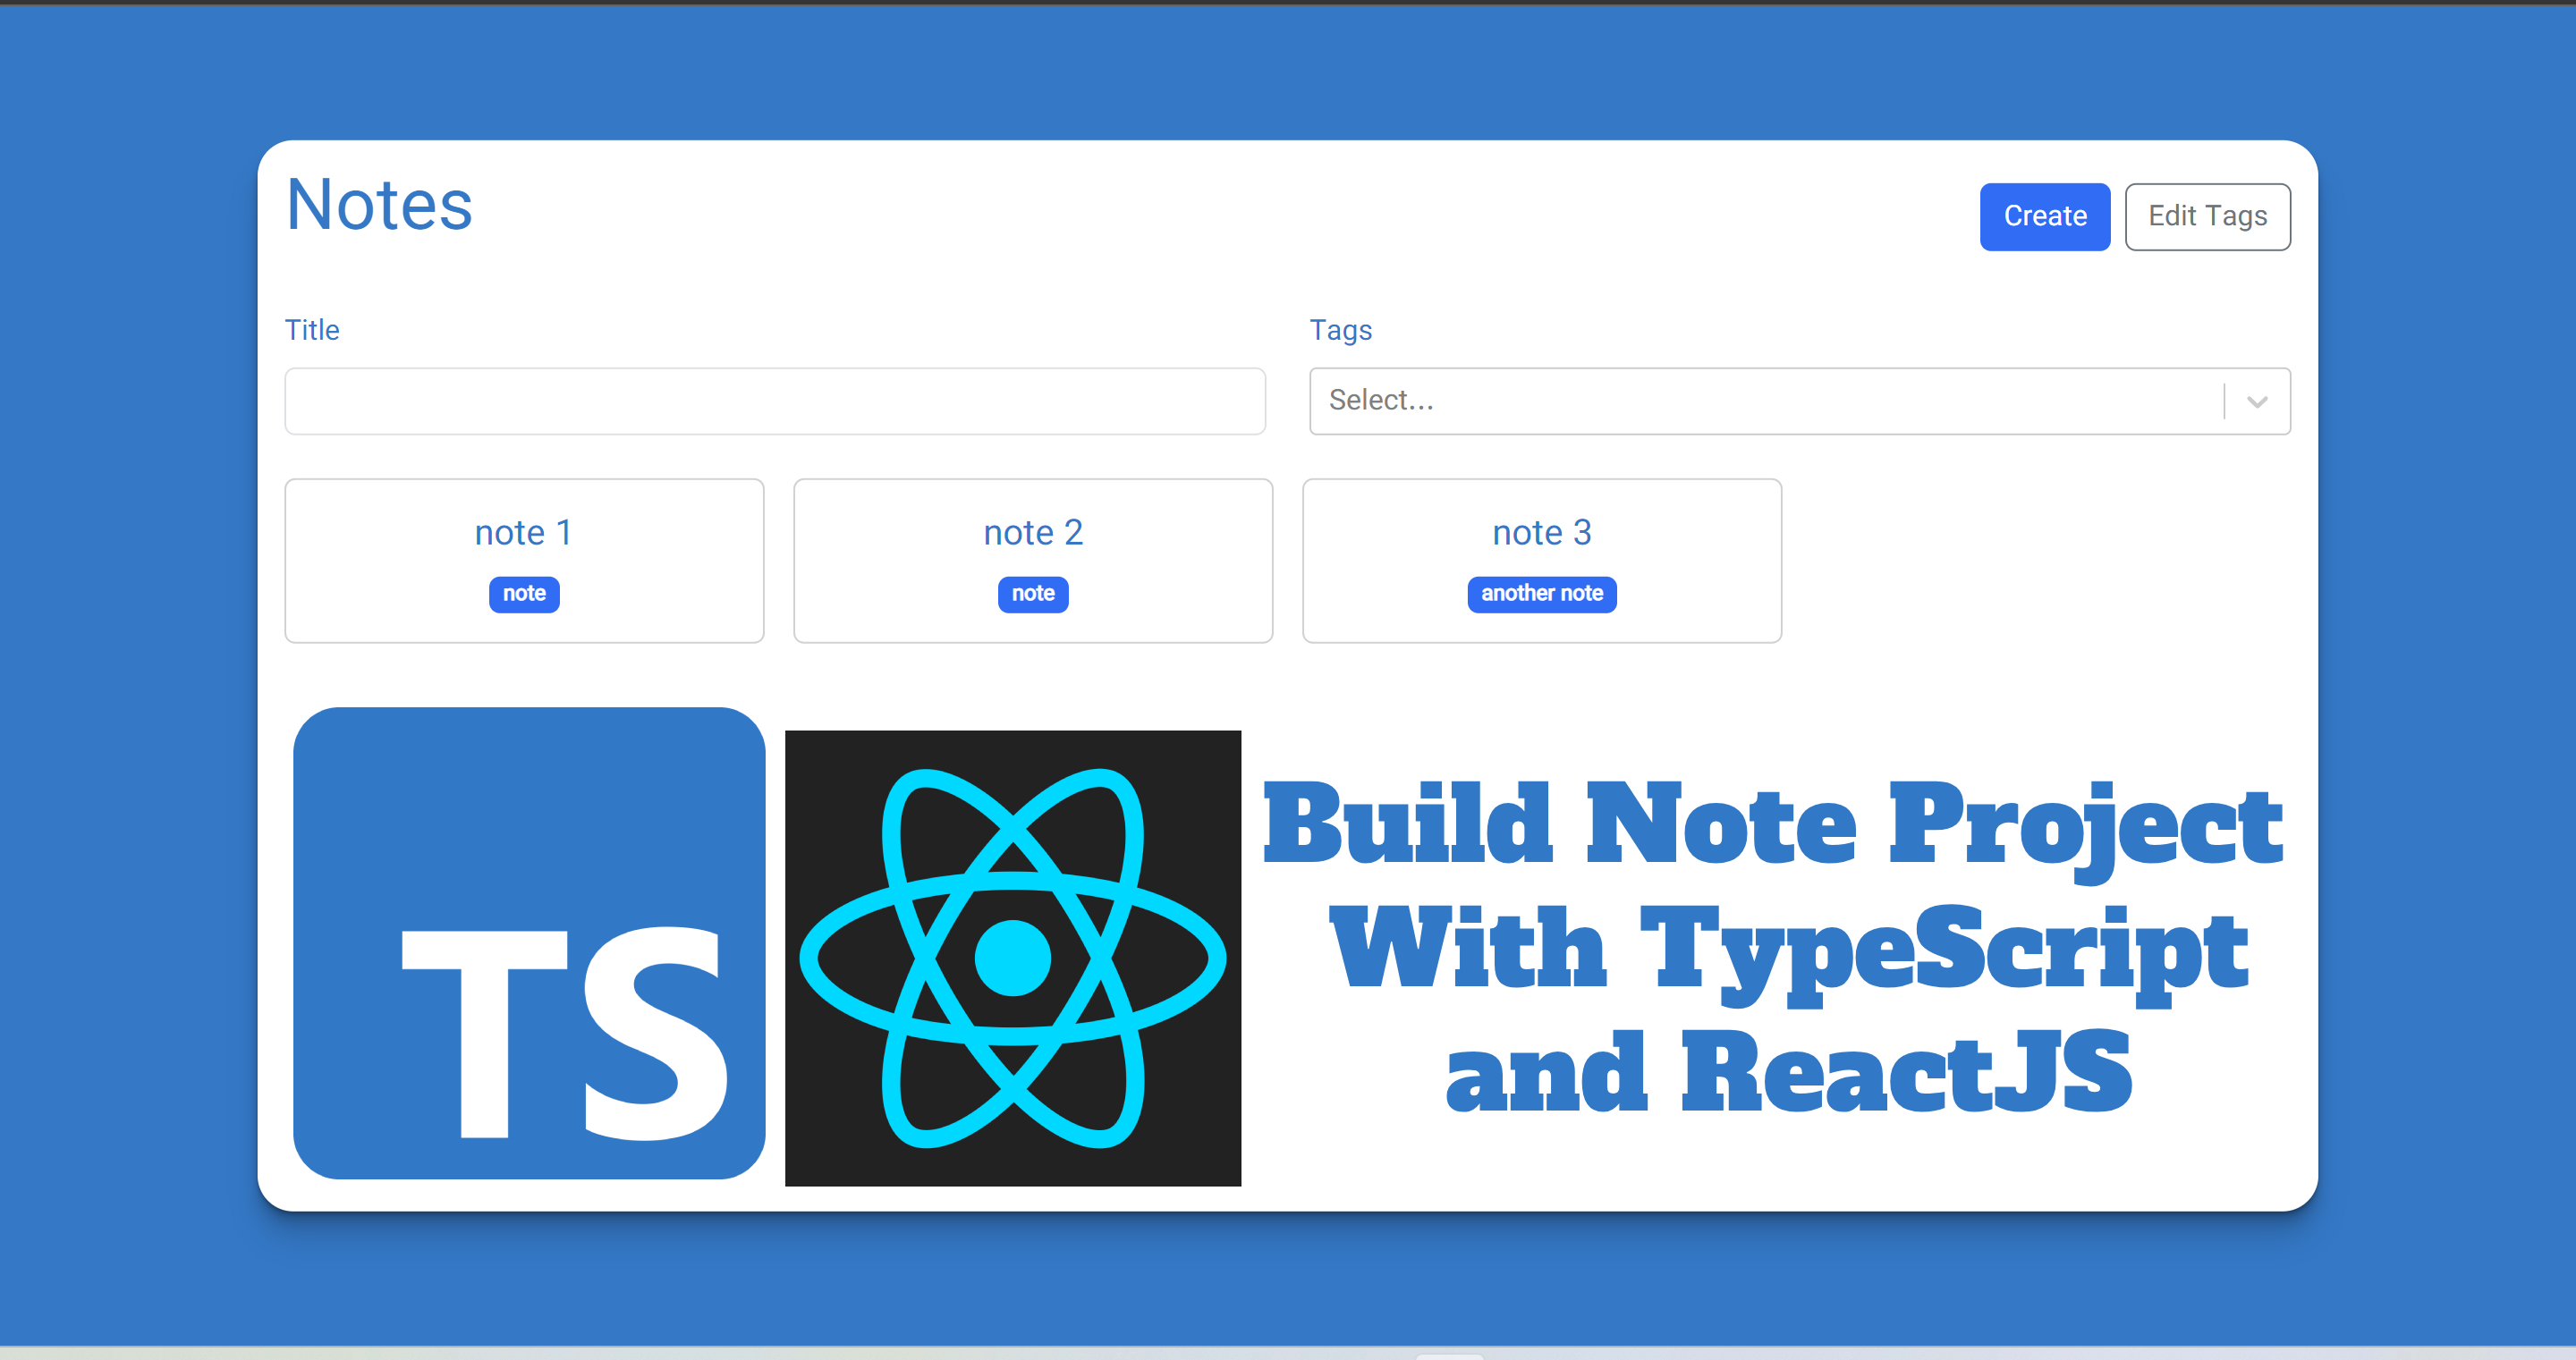 Notes
Create Edit Tags
Title Tags
Select...
note 1 note 2 note 3
note note another note
TS
Build Note Project
With TypeScript
and ReactJS